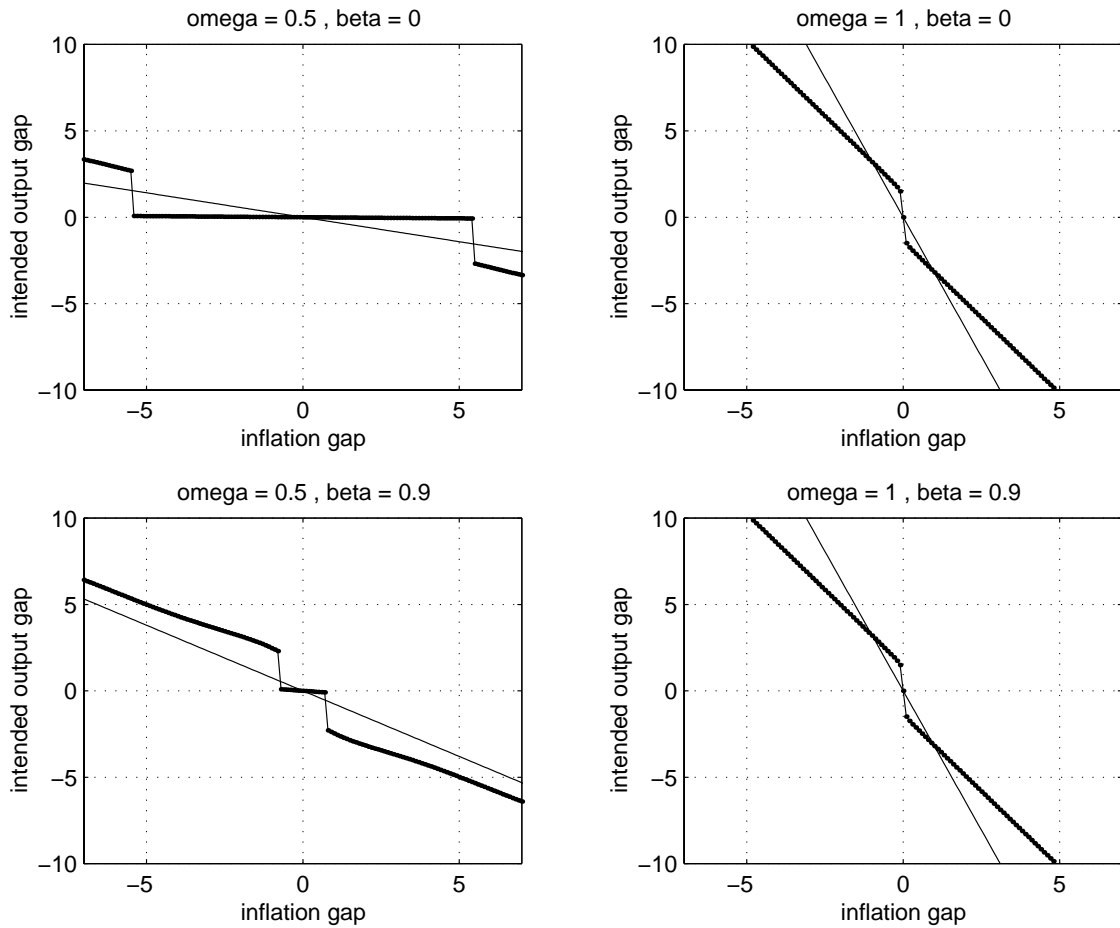 omega = 0.5 , beta = 0
omega = 1 , beta = 0
10
5
0
−5
−10
intended output gap
−5 0 5
inflation gap
10
5
0
−5
−10
intended output gap
−5 0 5
inflation gap
omega = 0.5 , beta = 0.9
omega = 1 , beta = 0.9
10
5
0
−5
−10
intended output gap
−5 0 5
inflation gap
10
5
0
−5
−10
intended output gap
−5 0 5
inflation gap